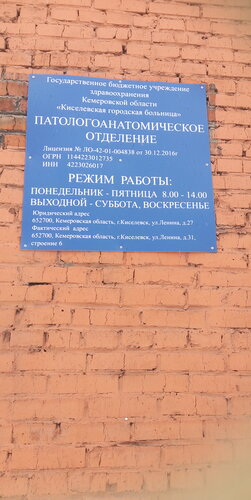 Государственное бюджетное учреждение
здравоохранения
Кемеровской области
«Киселевская городская больница»
ПАТОЛОГОАНАТОМИЧЕСКОЕ
ОТДЕЛЕНИЕ
Лицензия № ЛО-42-01-004838 от 30.12.2016г
ОГРН 1144223012735
ИНН 4223026017
РЕЖИМ РАБОТЫ:
ПОНЕДЕЛЬНИК - ПЯТНИЦА 8.00 - 14.00
ВЫХОДНОЙ - СУББОТА, ВОСКРЕСЕНЬЕ
Юридический адрес
652700, Кемеровская область, г.Киселевск, ул.Ленина, д.27
Фактический адрес
652700, Кемеровская область, г.Киселевск, ул.Ленина, д.31,
строение 6